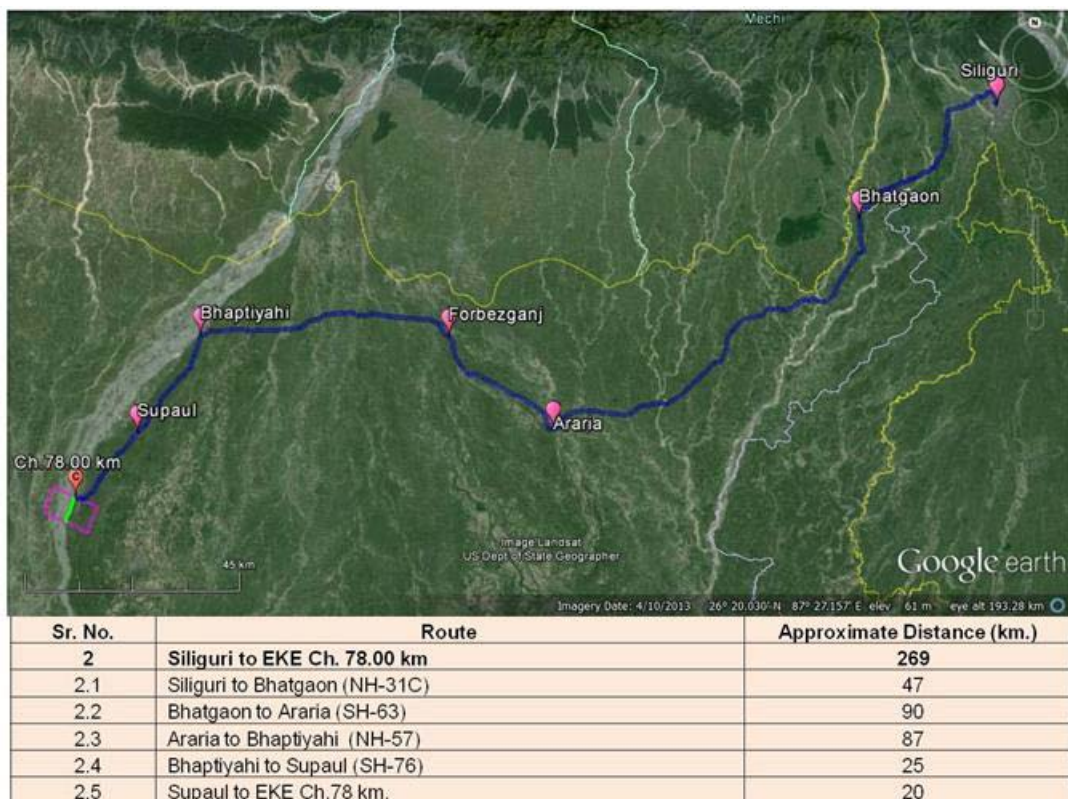 Mechi
N
Siliguri
Bhatgaon
Bhaptiyahi
Forbezganj
Supaul
Araria
Ch.78.00 km
C
Image Landsat
US Dept of State Geographer
45 km
Google earth
Imagery Date: 4/10/2013 26° 20.030'N 87° 27.157' E elev 61 m eye alt 193.28 km
Sr. No. Route Approximate Distance (km.)
2 Siliguri to EKE Ch. 78.00 km 269
2.1 Siliguri to Bhatgaon (NH-31C) 47
2.2 Bhatgaon to Araria (SH-63) 90
2.3 Araria to Bhaptiyahi (NH-57) 87
2.4 Bhaptiyahi to Supaul (SH-76) 25
2.5 Supaul to EKE Ch.78 km. 20